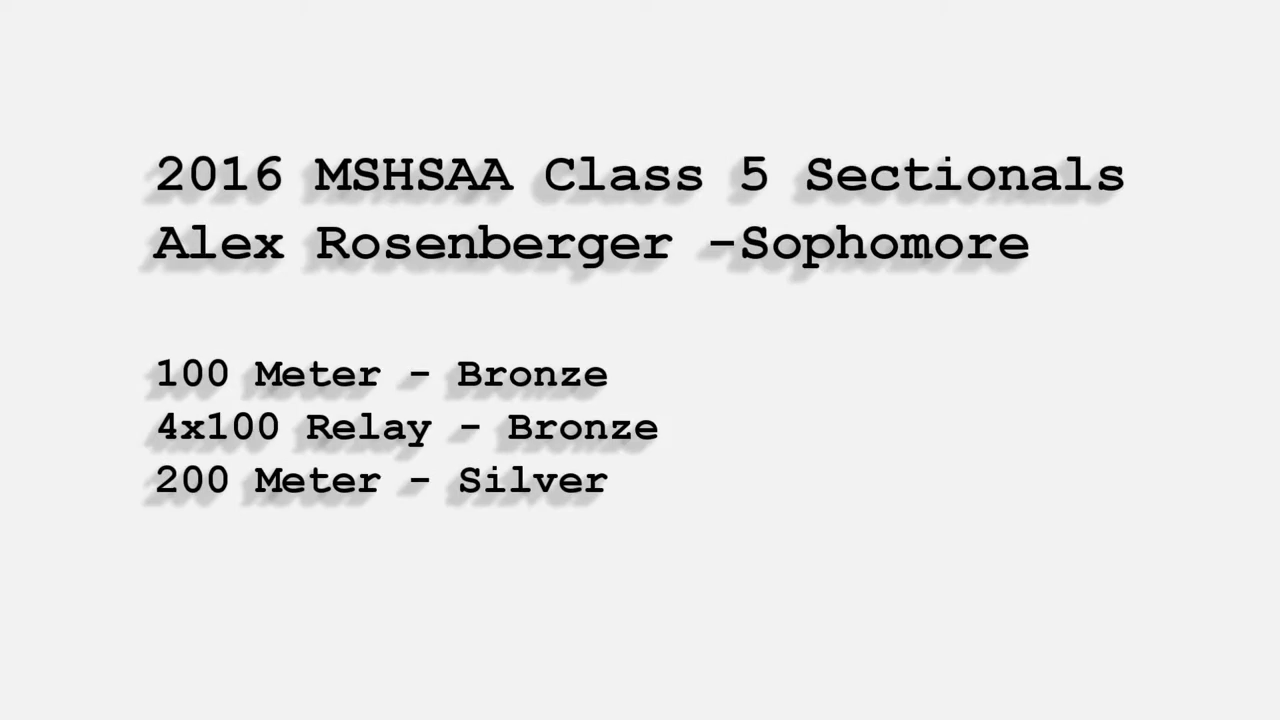 2016 MSHSAA Class 5 Sectionals
Alex Rosenberger -Sophomore
100 Meter - Bronze
4x100 Relay - Bronze
200 Meter - Silver